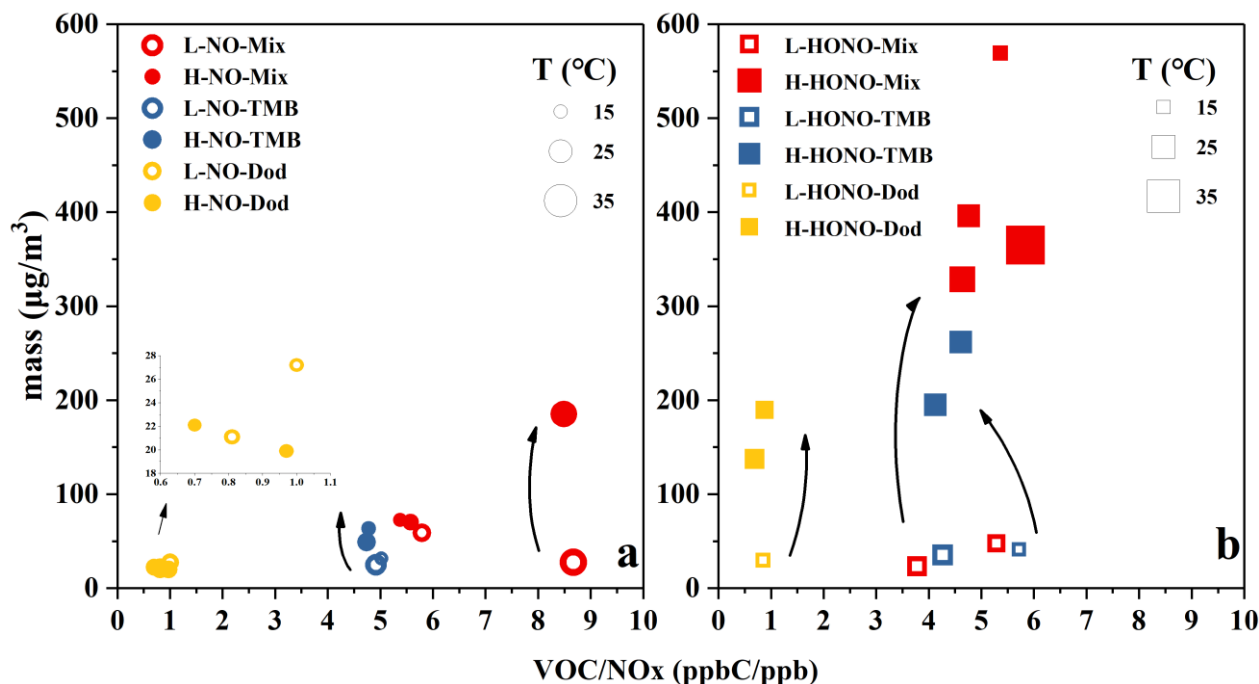 600
500
400
300
200
100
0
mass (µg/m³)
L-NO-Mix
H-NO-Mix
L-NO-TMB
H-NO-TMB
L-NO-Dod
H-NO-Dod
T (°C)
15
25
35
28
26
24
22
20
18
0.6 0.7 0.8 0.9 1.0 1.1
a
0 1 2 3 4 5 6 7 8 9 10
600
500
400
300
200
100
0
L-HONO-Mix
H-HONO-Mix
L-HONO-TMB
H-HONO-TMB
L-HONO-Dod
H-HONO-Dod
T (°C)
15
25
35
b
0 1 2 3 4 5 6 7 8 9 10
VOC/NOx (ppbC/ppb)